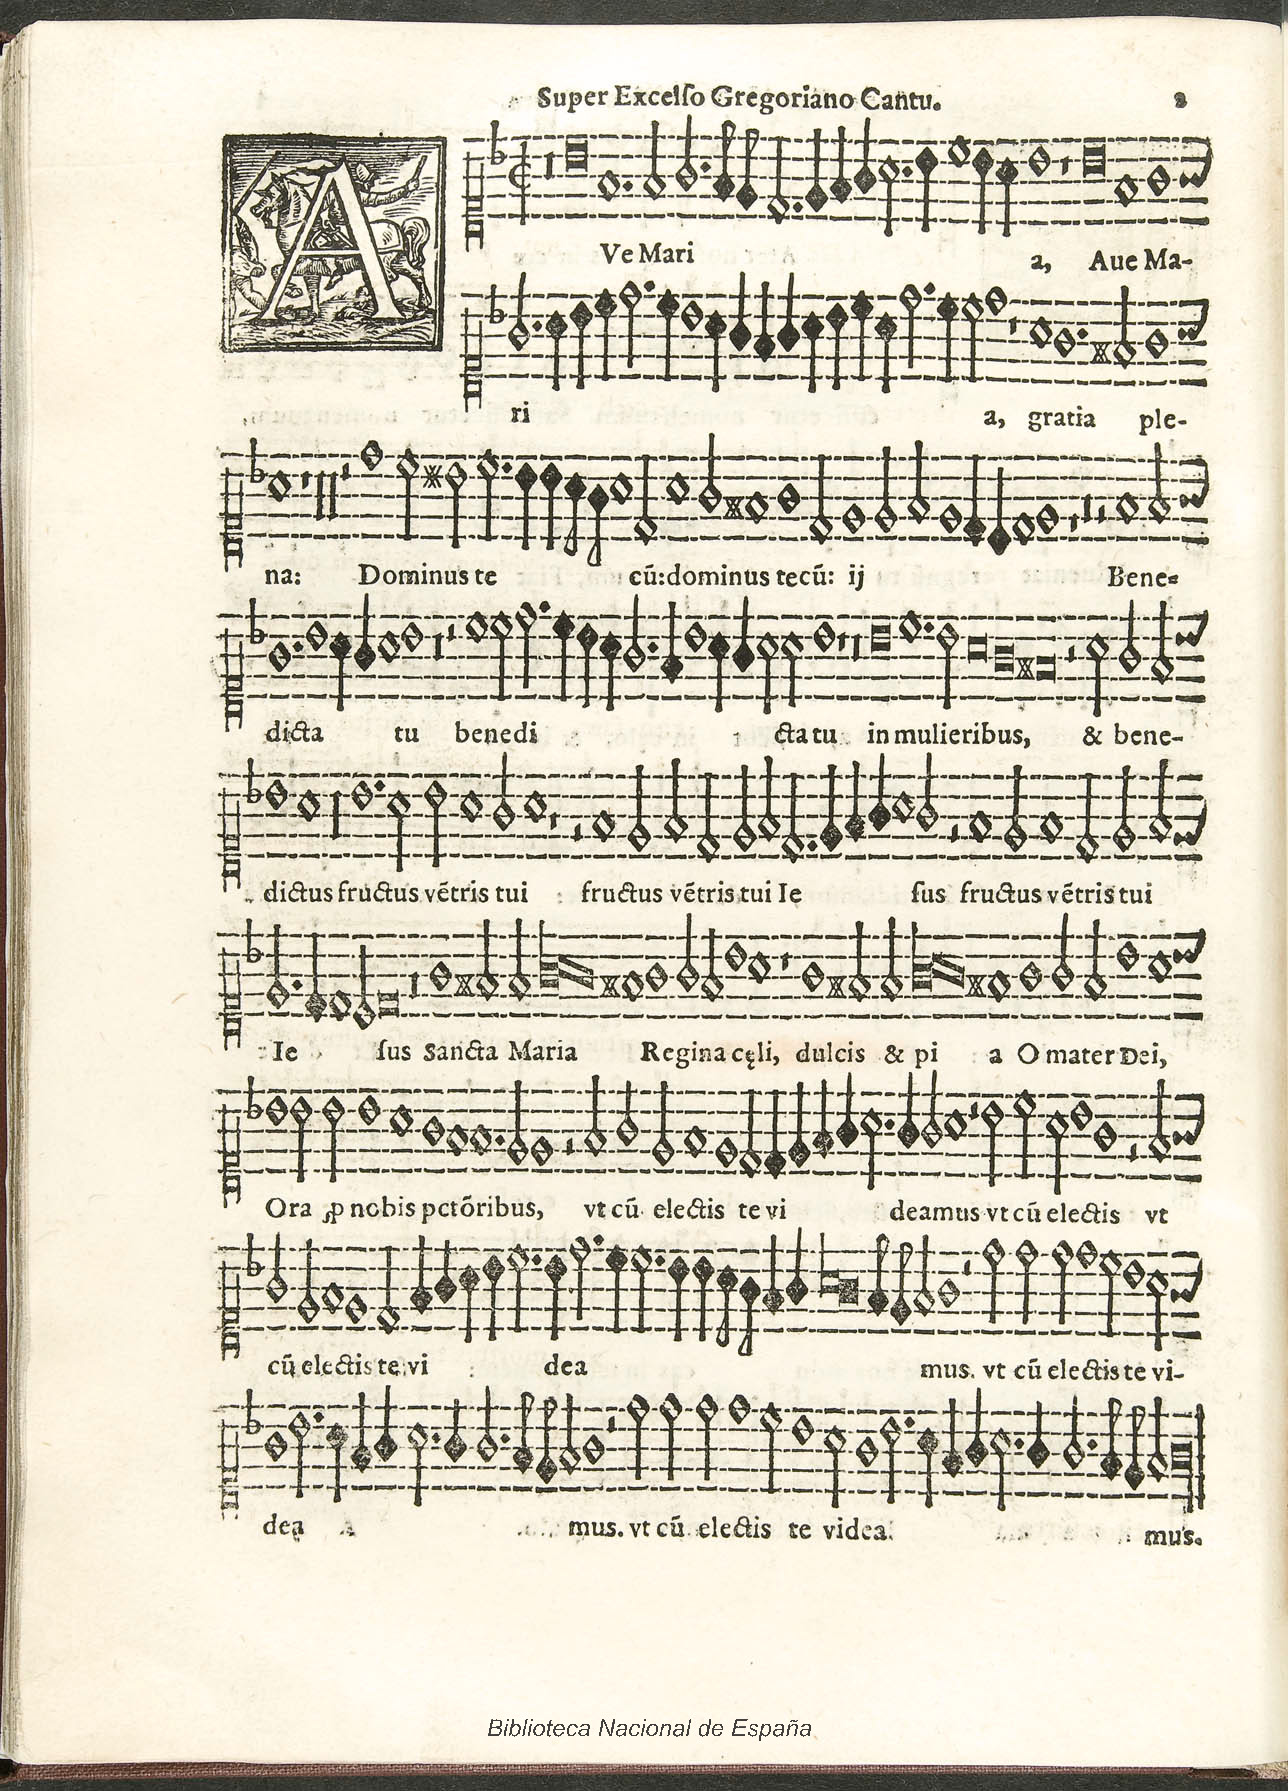 Super Excelſo Gregoriano Cantu. 2
A
Ve Mari a, Aue Ma-
ri a, gratia ple-
na: Dominus te cũ: dominus tecũ: ij Bene-
dicta tu benedi cta tu in mulieribus, & bene-
dictus fructus vẽtris tui fructus vẽtris tui Ie ſus fructus vẽtris tui
Ie ſus Sancta Maria Regina cęli, dulcis & pi a O mater Dei,
Ora ꝓ nobis pctõribus, vt cũ electis te vi deamus vt cũ electis vt
cũ electis te vi dea mus. vt cũ electis te vi-
dea mus. vt cũ electis te videa mus.
Biblioteca Nacional de España